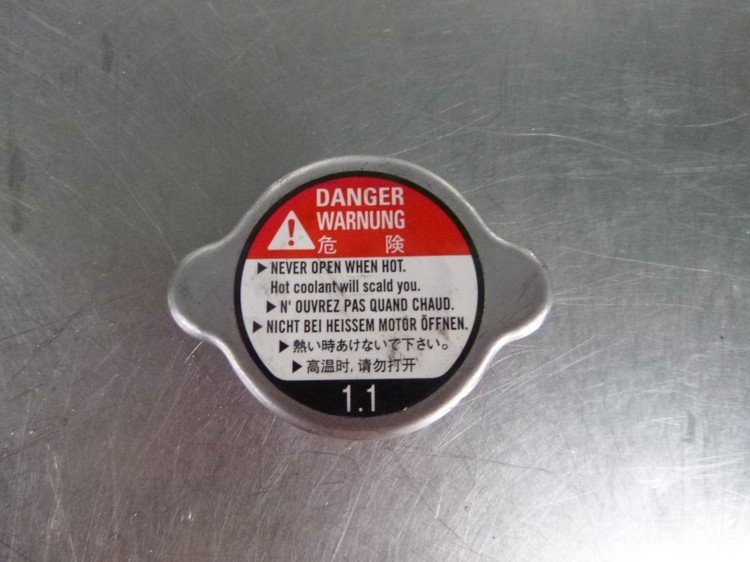 DANGER
WARNUNG
危 険
▶ NEVER OPEN WHEN HOT.
Hot coolant will scald you.
▶ N' OUVREZ PAS QUAND CHAUD.
▶ NICHT BEI HEISSEM MOTOR ÖFFNEN.
▶ 熱い時あけないで下さい。
▶ 高温时, 请勿打开
1.1